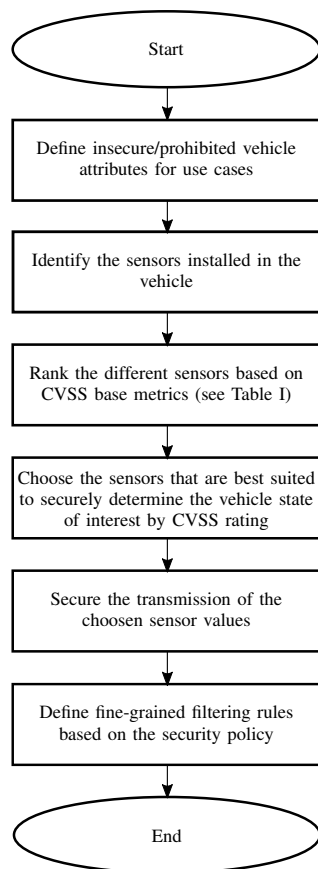 Start
Define insecure/prohibited vehicle
attributes for use cases
Identify the sensors installed in the
vehicle
Rank the different sensors based on
CVSS base metrics (see Table I)
Choose the sensors that are best suited
to securely determine the vehicle state
of interest by CVSS rating
Secure the transmission of the
choosen sensor values
Define fine-grained filtering rules
based on the security policy
End